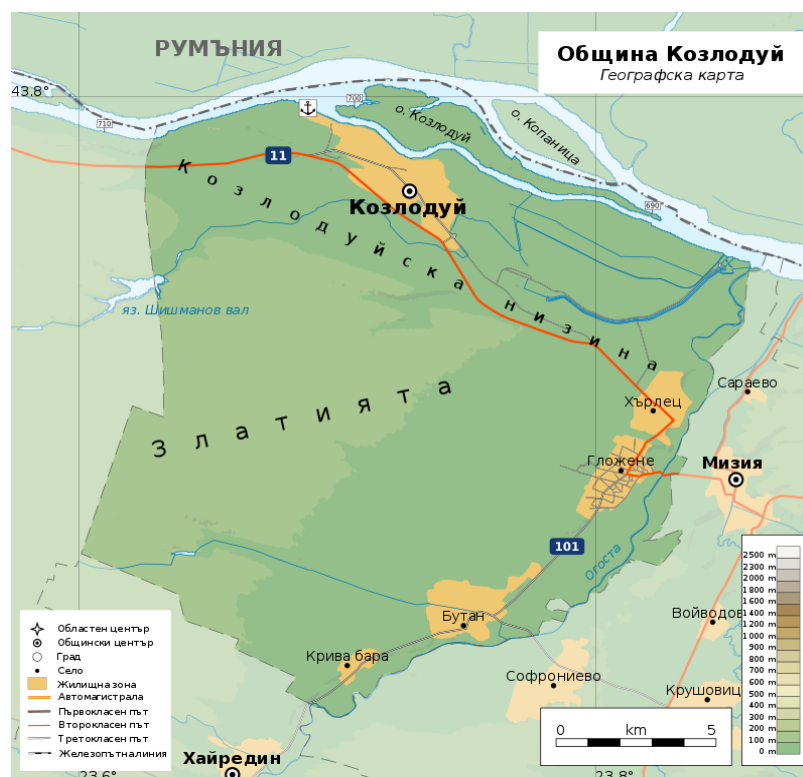 РУМЪНИЯ
Община Козлодуй
Географска карта
43.8°
700
710
о. Козлодуй
о. Копаница
11
690
Козлодуй
Козлодуйска низина
яз. Шишманов вал
Златията
Сараево
Хърлец
Гложене
Мизия
101
Огоста
Бутан
Войводов
Крива бара
Софрониево
Крушовиц
Хайредин
23.6°
23.8°
Областен център
Общински център
Град
Село
Жилищна зона
Автомагистрала
Първокласен път
Второкласен път
Третокласен път
Железопътна линия
0 km 5
2500 m
2300 m
2000 m
1800 m
1600 m
1400 m
1200 m
1000 m
900 m
800 m
700 m
600 m
500 m
400 m
300 m
200 m
100 m
0 m